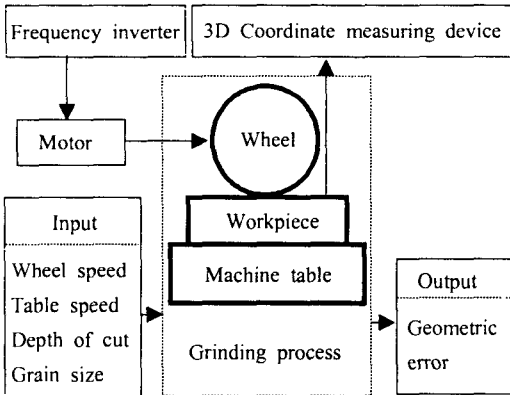 Frequency inverter
3D Coordinate measuring device
Motor
Wheel
Workpiece
Machine table
Grinding process
Input
Wheel speed
Table speed
Depth of cut
Grain size
Output
Geometric
error